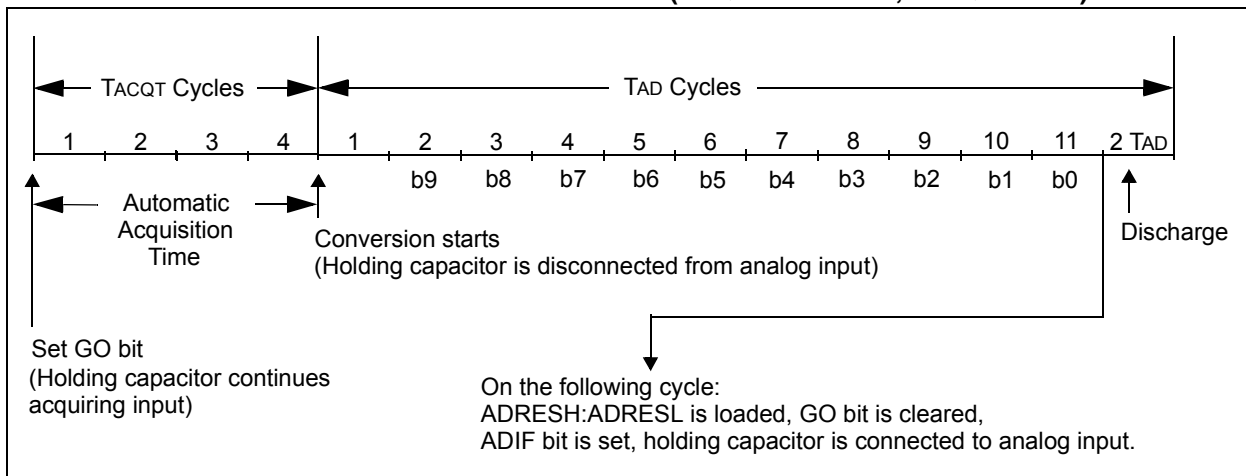 TACQT Cycles
TAD Cycles
1 2 3 4 1 2 3 4 5 6 7 8 9 10 11 2 TAD
b9 b8 b7 b6 b5 b4 b3 b2 b1 b0
Automatic
Acquisition
Time
Conversion starts
(Holding capacitor is disconnected from analog input)
Discharge
Set GO bit
(Holding capacitor continues
acquiring input)
On the following cycle:
ADRESH:ADRESL is loaded, GO bit is cleared,
ADIF bit is set, holding capacitor is connected to analog input.